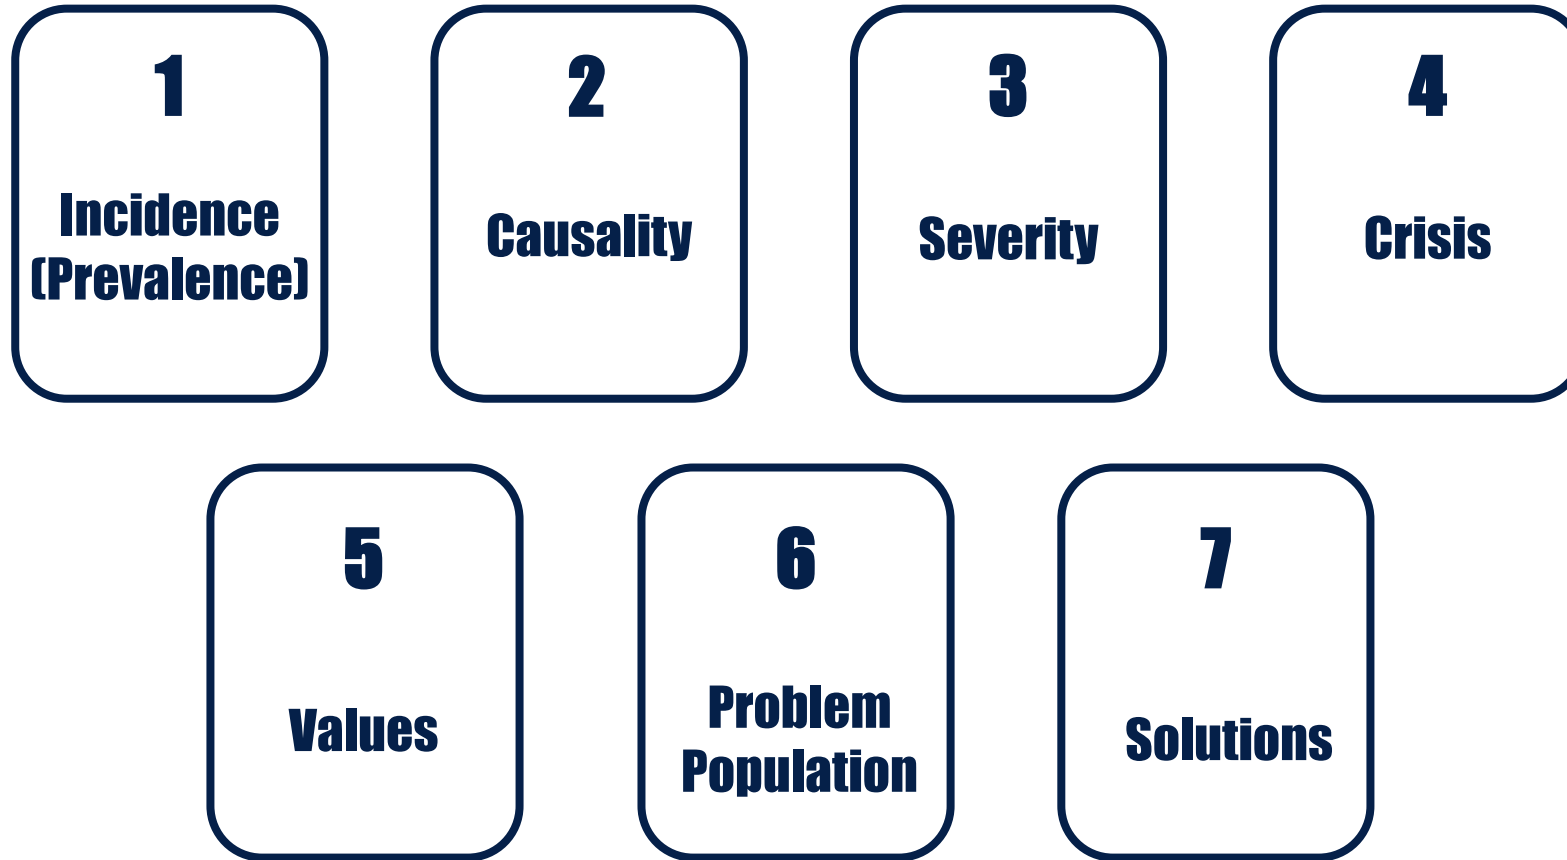 1
Incidence
(Prevalence)
2
Causality
3
Severity
4
Crisis
5
Values
6
Problem
Population
7
Solutions